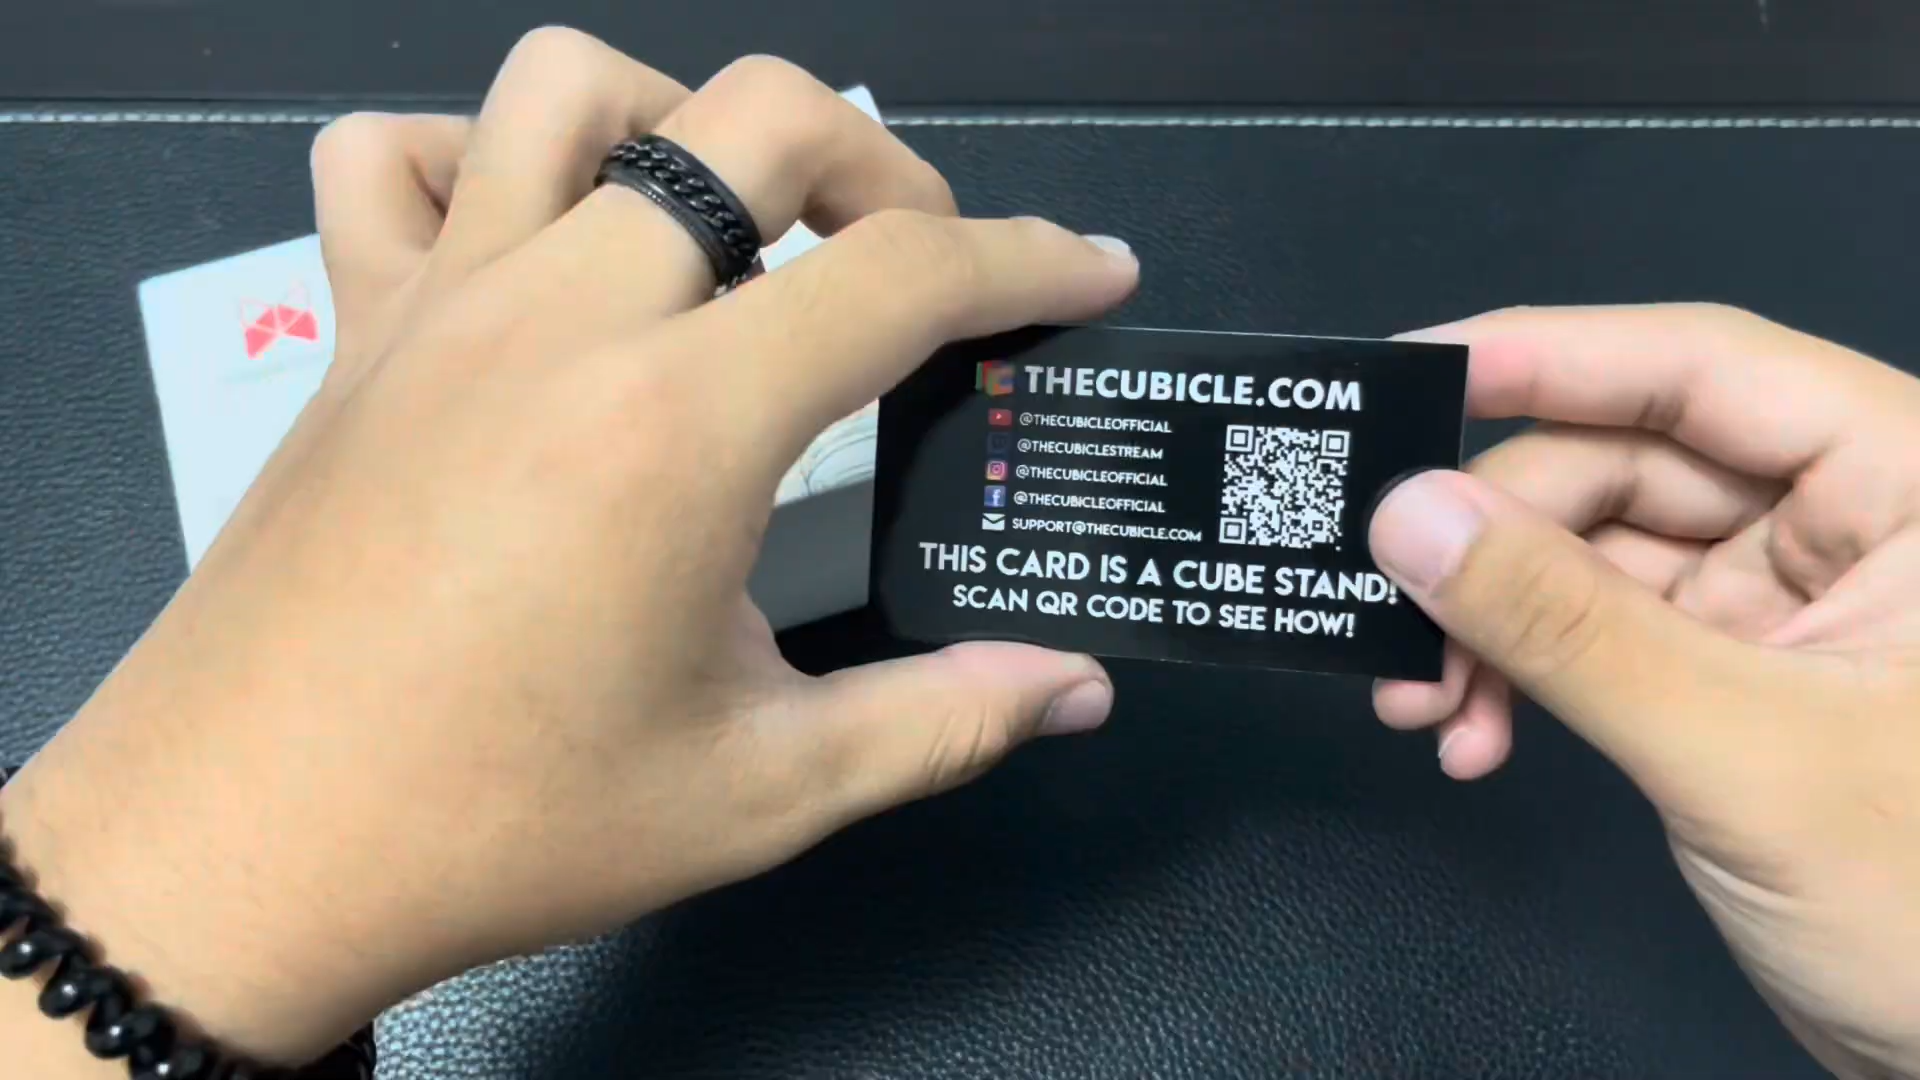 THECUBICLE.COM
@THECUBICLEOFFICIAL
@THECUBICLESTREAM
@THECUBICLEOFFICIAL
@THECUBICLEOFFICIAL
SUPPORT@THECUBICLE.COM
THIS CARD IS A CUBE STAND!
SCAN QR CODE TO SEE HOW!